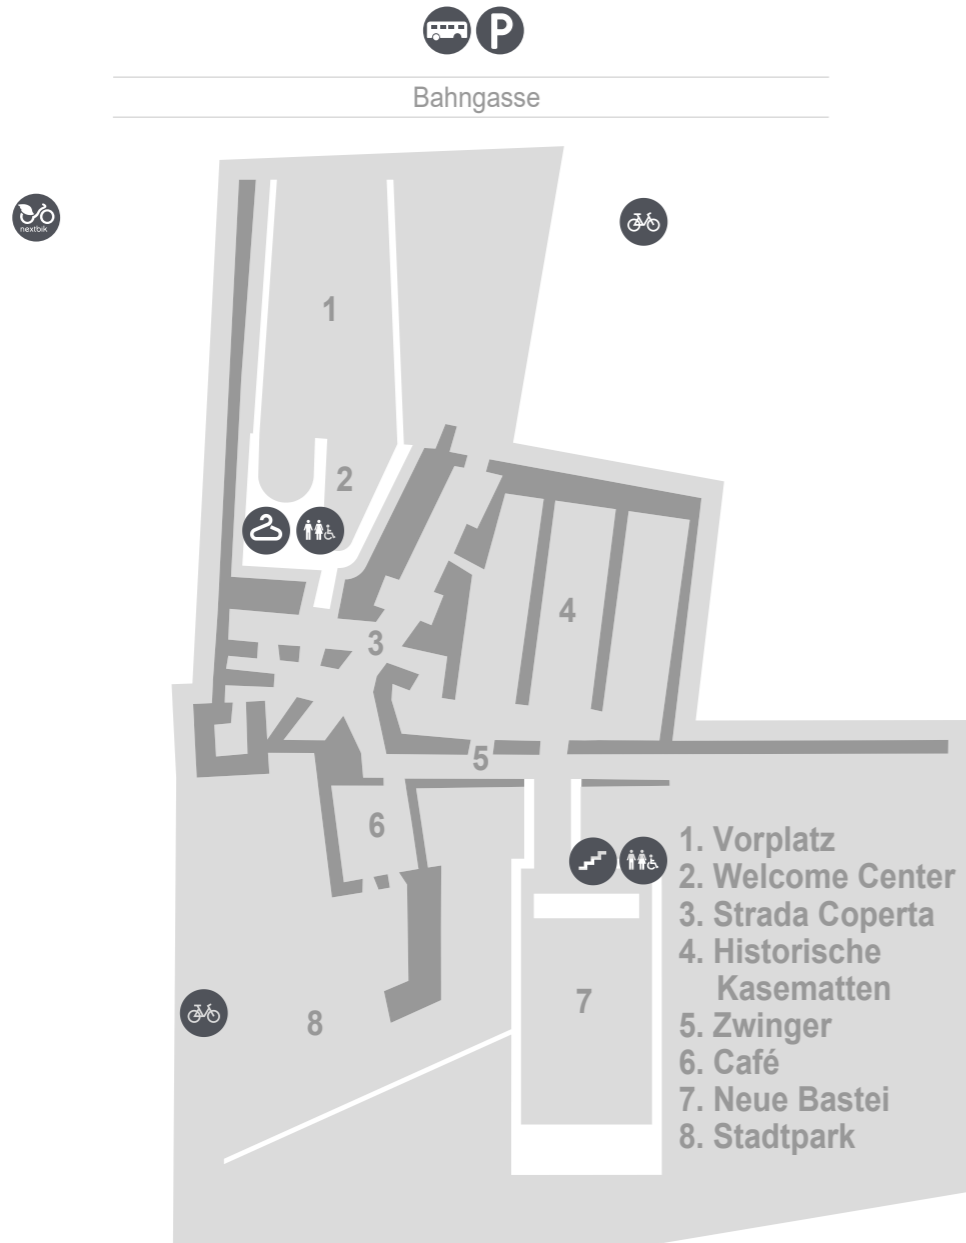 P
Bahngasse
nextbik
1
2
3
4
5
6
7
8
1. Vorplatz
2. Welcome Center
3. Strada Coperta
4. Historische
Kasematten
5. Zwinger
6. Café
7. Neue Bastei
8. Stadtpark